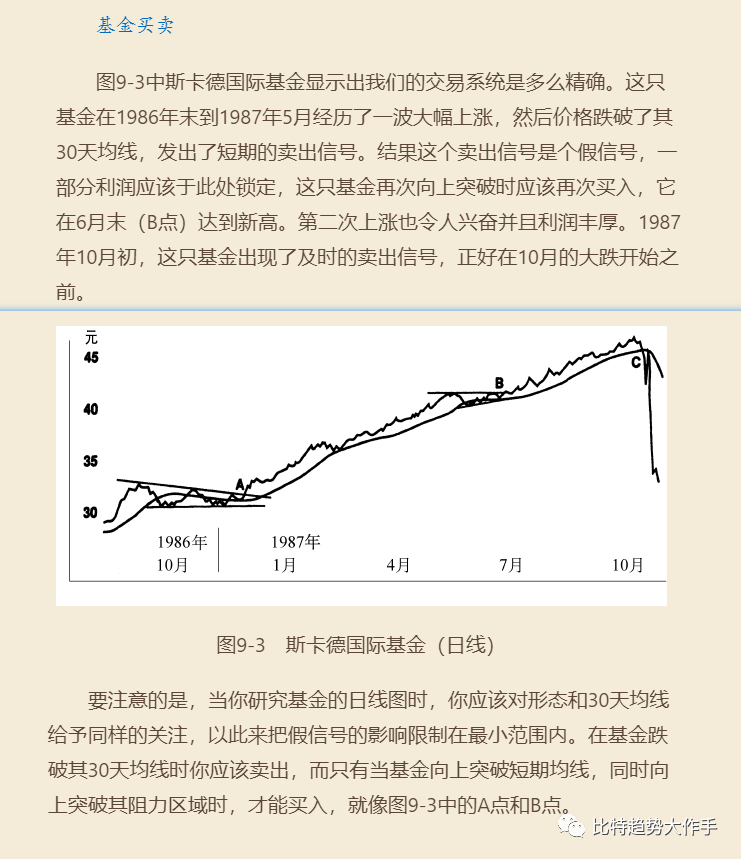 基金买卖
图9-3中斯卡德国际基金显示出我们的交易系统是多么精确。这只
基金在1986年末到1987年5月经历了一波大幅上涨，然后价格跌破了其
30天均线，发出了短期的卖出信号。结果这个卖出信号是个假信号，一
部分利润应该于此处锁定，这只基金再次向上突破时应该再次买入，它
在6月末（B点）达到新高。第二次上涨也令人兴奋并且利润丰厚。1987
年10月初，这只基金出现了及时的卖出信号，正好在10月的大跌开始之
前。
元
45
40
35
30
A
B
C
1986年 1987年
10月 1月 4月 7月 10月
图9-3 斯卡德国际基金（日线）
要注意的是，当你研究基金的日线图时，你应该对形态和30天均线
给予同样的关注，以此来把假信号的影响限制在最小范围内。在基金跌
破其30天均线时你应该卖出，而只有当基金向上突破短期均线，同时向
上突破其阻力区域时，才能买入，就像图9-3中的A点和B点。
比特趋势大作手